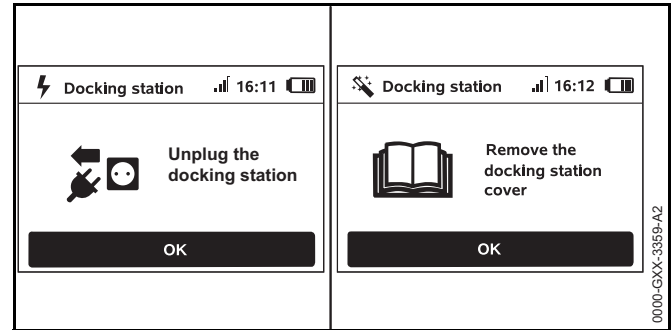 Docking station 16:11
Unplug the
docking station
OK
Docking station 16:12
Remove the
docking station
cover
OK
0000-GXX-3359-A2